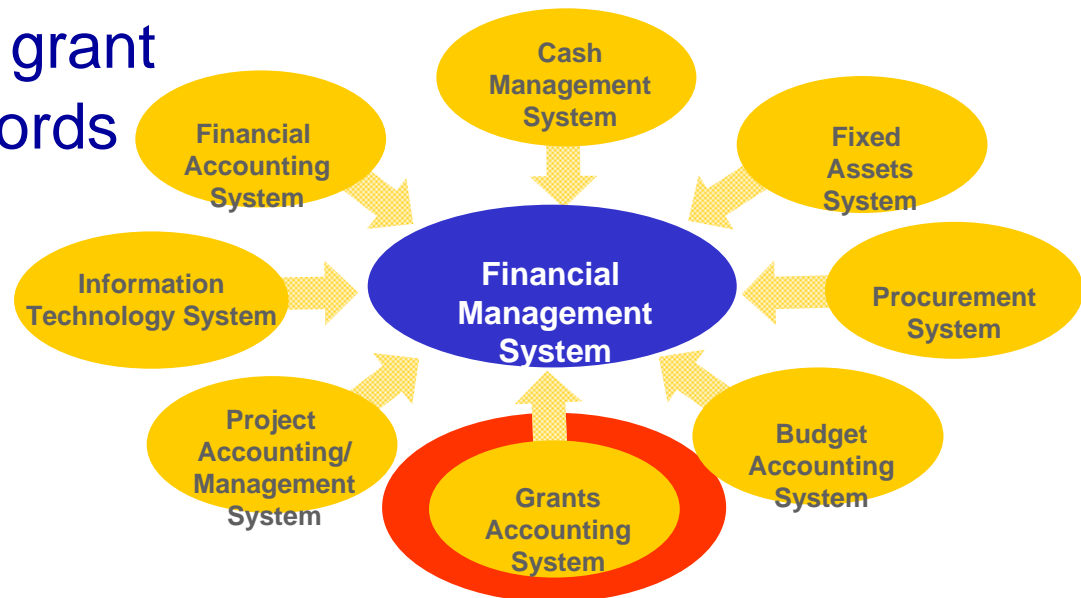 grant
ords
Cash
Management
System
Financial
Accounting
System
Fixed
Assets
System
Information
Technology System
Financial
Management
System
Procurement
System
Project
Accounting/
Management
System
Grants
Accounting
System
Budget
Accounting
System